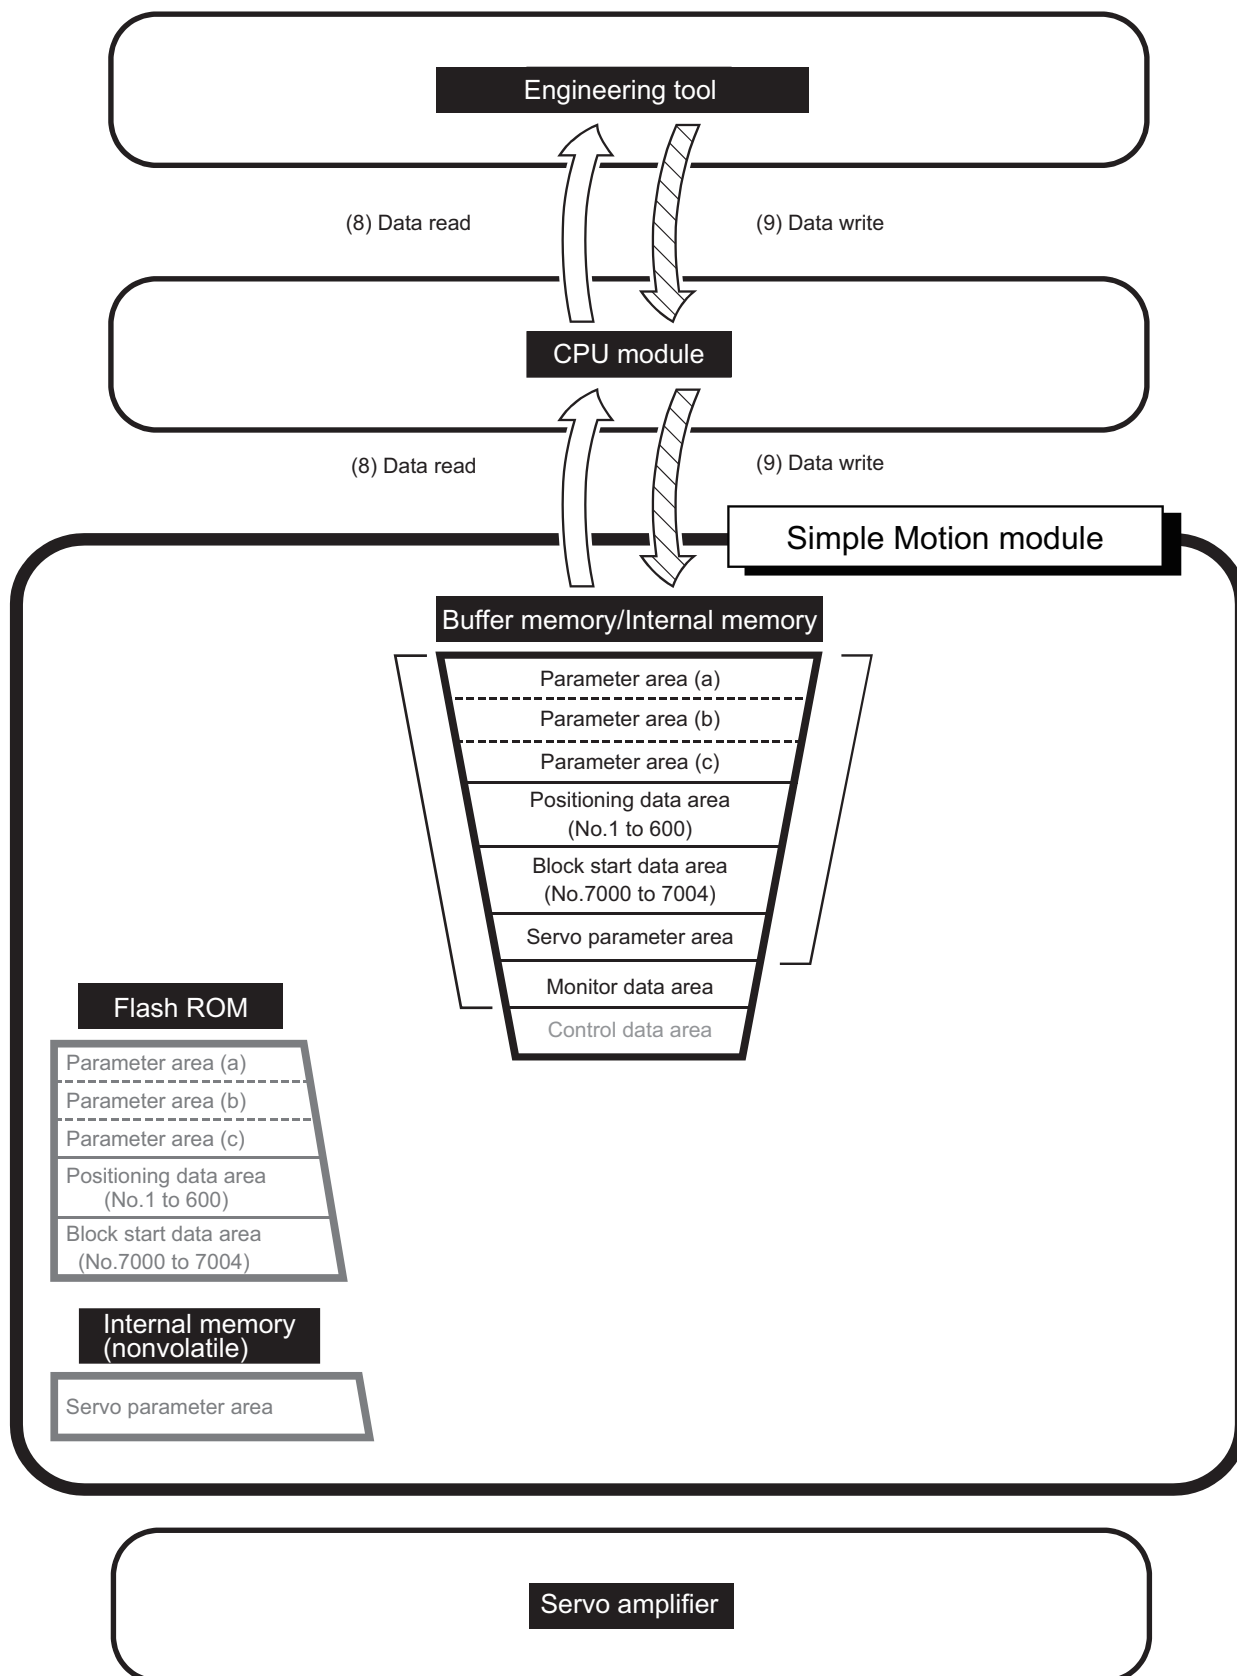 Engineering tool
(8) Data read
(9) Data write
CPU module
(8) Data read
(9) Data write
Simple Motion module
Buffer memory/Internal memory
Parameter area (a)
Parameter area (b)
Parameter area (c)
Positioning data area
(No.1 to 600)
Block start data area
(No.7000 to 7004)
Servo parameter area
Monitor data area
Control data area
Flash ROM
Parameter area (a)
Parameter area (b)
Parameter area (c)
Positioning data area
(No.1 to 600)
Block start data area
(No.7000 to 7004)
Internal memory
(nonvolatile)
Servo parameter area
Servo amplifier